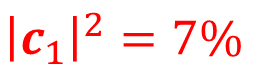 |c₁|² = 7%